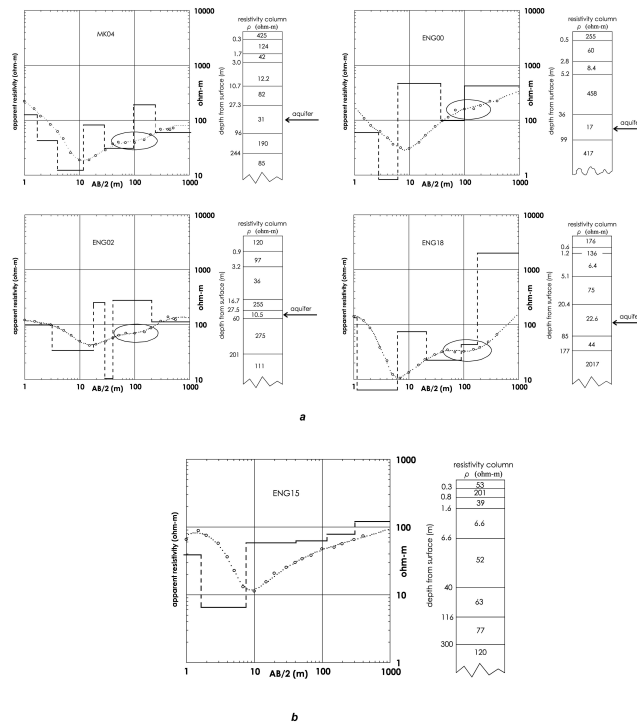 MK04
10000
1000
100
10
1
ohm-m
apparent resistivity (ohm-m)
1 10 100 1000
AB/2 (m)
resistivity column
ρ (ohm-m)
depth from surface (m)
425
0.3
124
1.7
42
3.0
12.2
10.7
82
27.3
31
aquifer
96
190
244
85
ENG00
10000
1000
100
10
1
ohm-m
apparent resistivity (ohm-m)
1 10 100 1000
AB/2 (m)
resistivity column
ρ (ohm-m)
depth from surface (m)
255
0.5
60
2.8
8.4
5.2
458
36
17
aquife
99
417
ENG02
10000
1000
100
10
ohm-m
apparent resistivity (ohm-m)
1 10 100 1000
AB/2 (m)
resistivity column
ρ (ohm-m)
depth from surface (m)
120
0.9
97
3.2
36
16.7
255
27.5
10.5
aquifer
60
275
201
111
ENG18
10000
1000
100
10
ohm-m
apparent resistivity (ohm-m)
1 10 100 1000
AB/2 (m)
resistivity column
ρ (ohm-m)
depth from surface (m)
176
0.6
1.2 136
6.4
5.1
75
20.4
22.6
aquife
85
44
177
2017
a
ENG15
1000
100
10
1
ohm-m
apparent resistivity (ohm-m)
1 10 100 1000
AB/2 (m)
resistivity column
ρ (ohm-m)
depth from surface (m)
53
0.3
201
0.8
39
1.6
6.6
6.6
52
40
63
116
77
300
120
b